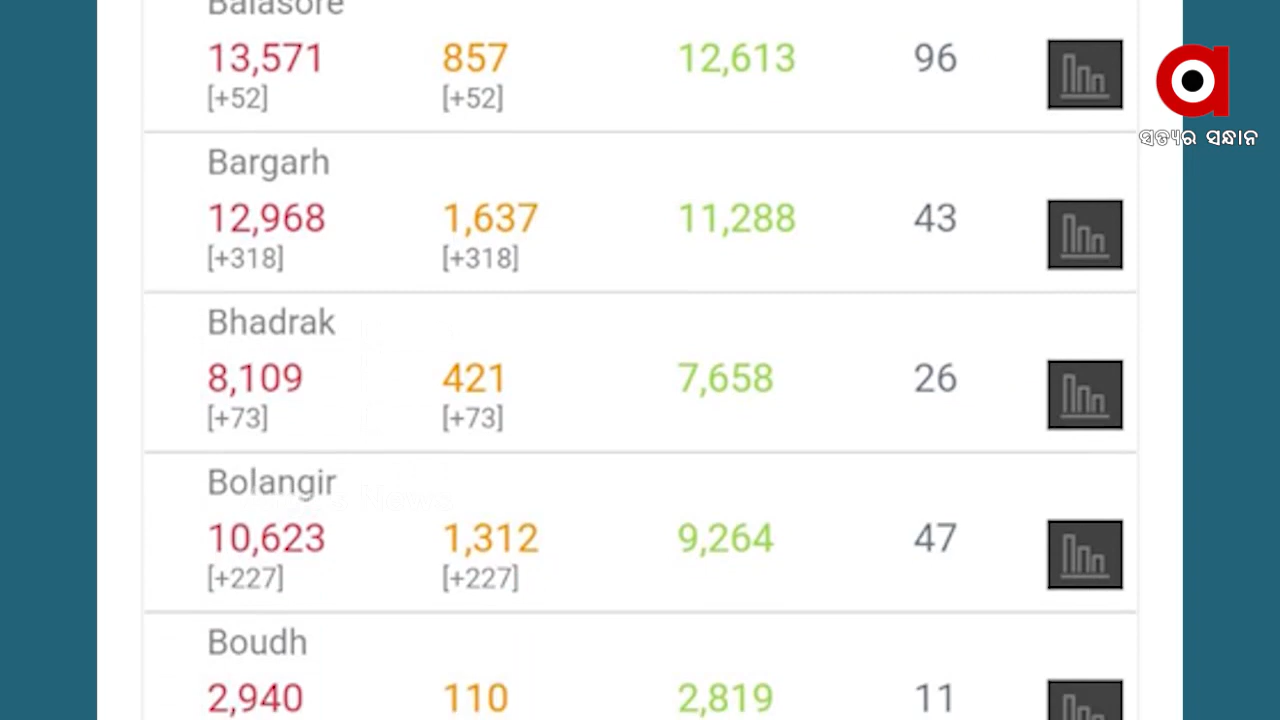 Balasore
13,571 857 12,613 96
[+52] [+52]
ସତ୍ୟର ସନ୍ଧାନ
Bargarh
12,968 1,637 11,288 43
[+318] [+318]
Bhadrak
8,109 421 7,658 26
[+73] [+73]
Bolangir
10,623 1,312 9,264 47
[+227] [+227]
Boudh
2,940 110 2,819 11